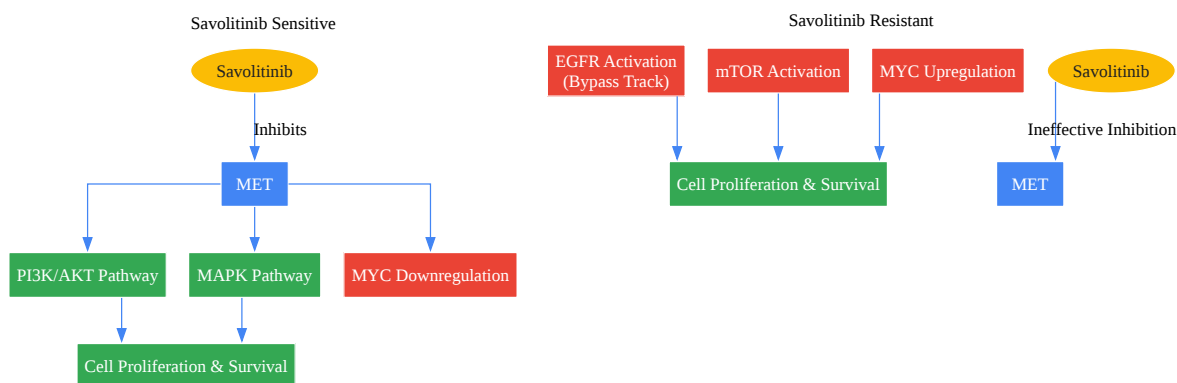 Savolitinib Sensitive
Savolitinib
Inhibits
MET
PI3K/AKT Pathway
MAPK Pathway
MYC Downregulation
Cell Proliferation & Survival
Savolitinib Resistant
EGFR Activation
(Bypass Track)
mTOR Activation
MYC Upregulation
Savolitinib
Ineffective Inhibition
Cell Proliferation & Survival
MET